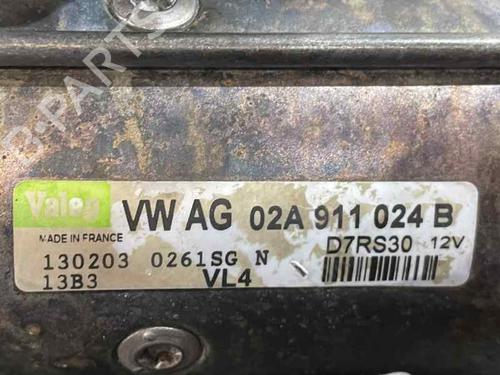 B-PARTS
Valeo VW AG 02A 911 024 B
MADE IN FRANCE D7RS30 12V
130203 0261SG N
13B3 VL4